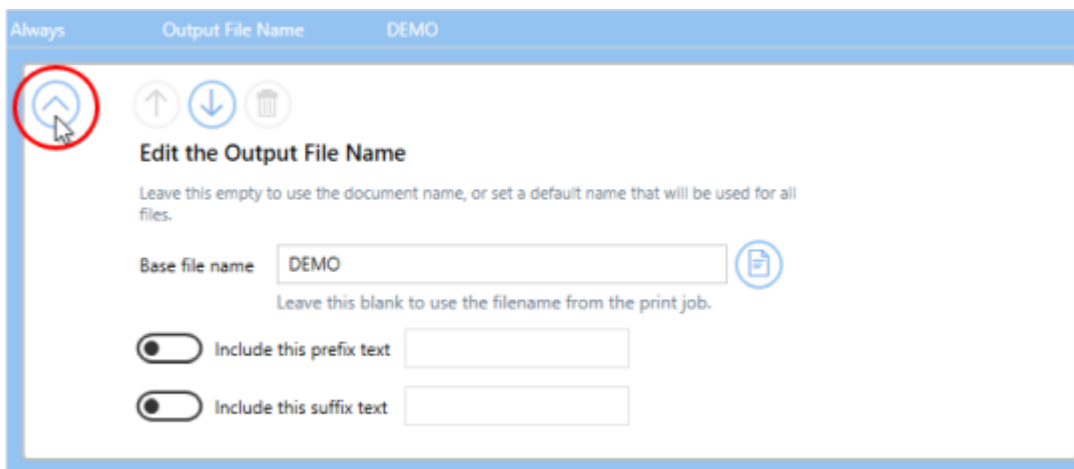 Always Output File Name DEMO
Edit the Output File Name
Leave this empty to use the document name, or set a default name that will be used for all
files.
Base file name DEMO
Leave this blank to use the filename from the print job.
Include this prefix text
Include this suffix text